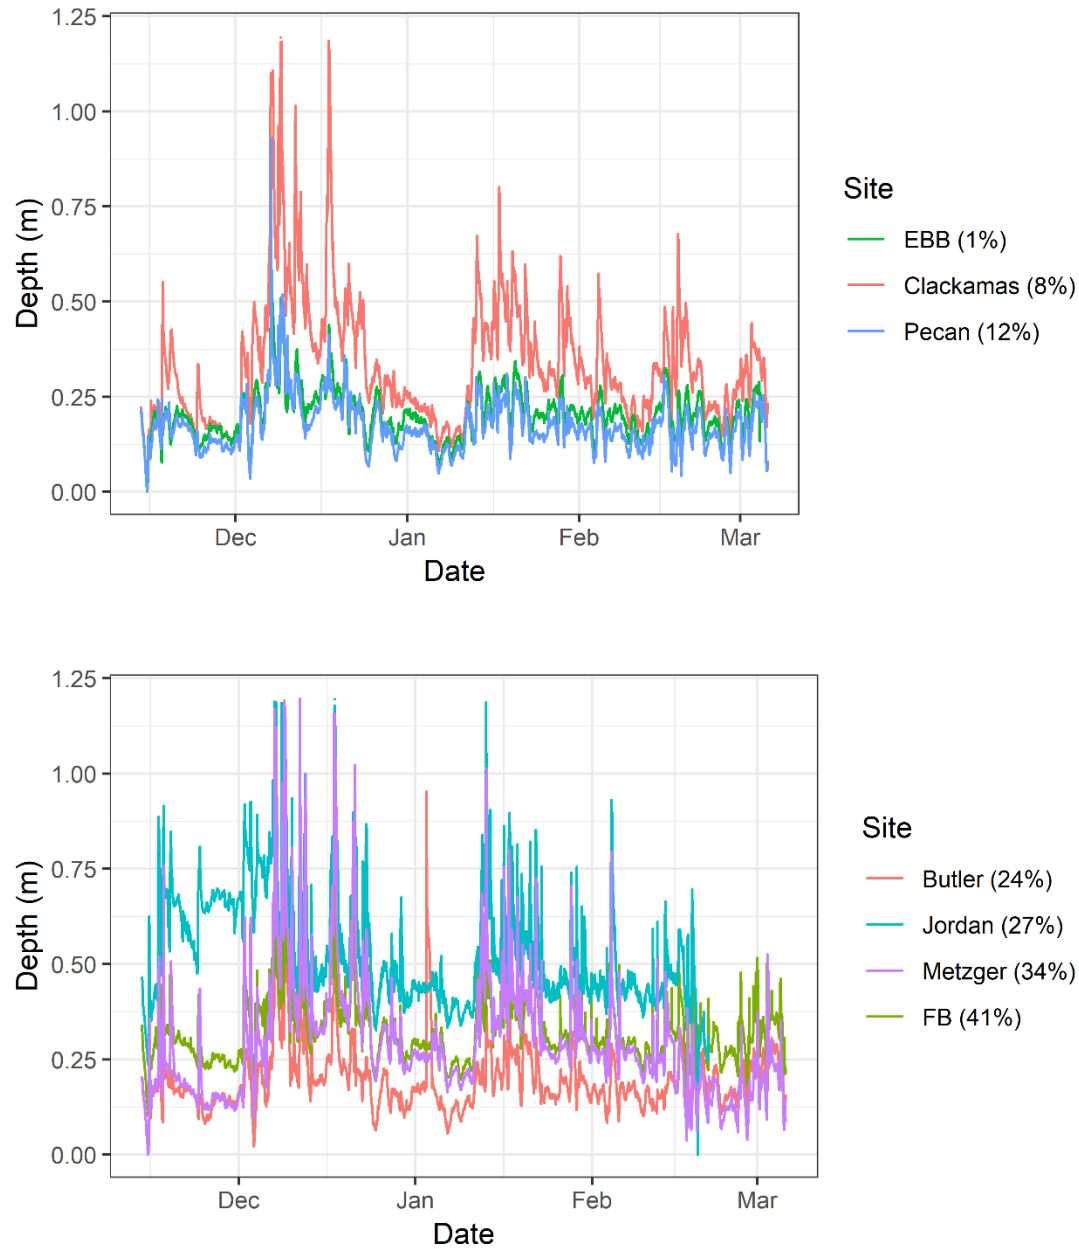 1.25
1.00
0.75
0.50
0.25
0.00
Depth (m)
Dec Jan Feb Mar
Date
Site
EBB (1%)
Clackamas (8%)
Pecan (12%)
1.25
1.00
0.75
0.50
0.25
0.00
Depth (m)
Dec Jan Feb Mar
Date
Site
Butler (24%)
Jordan (27%)
Metzger (34%)
FB (41%)